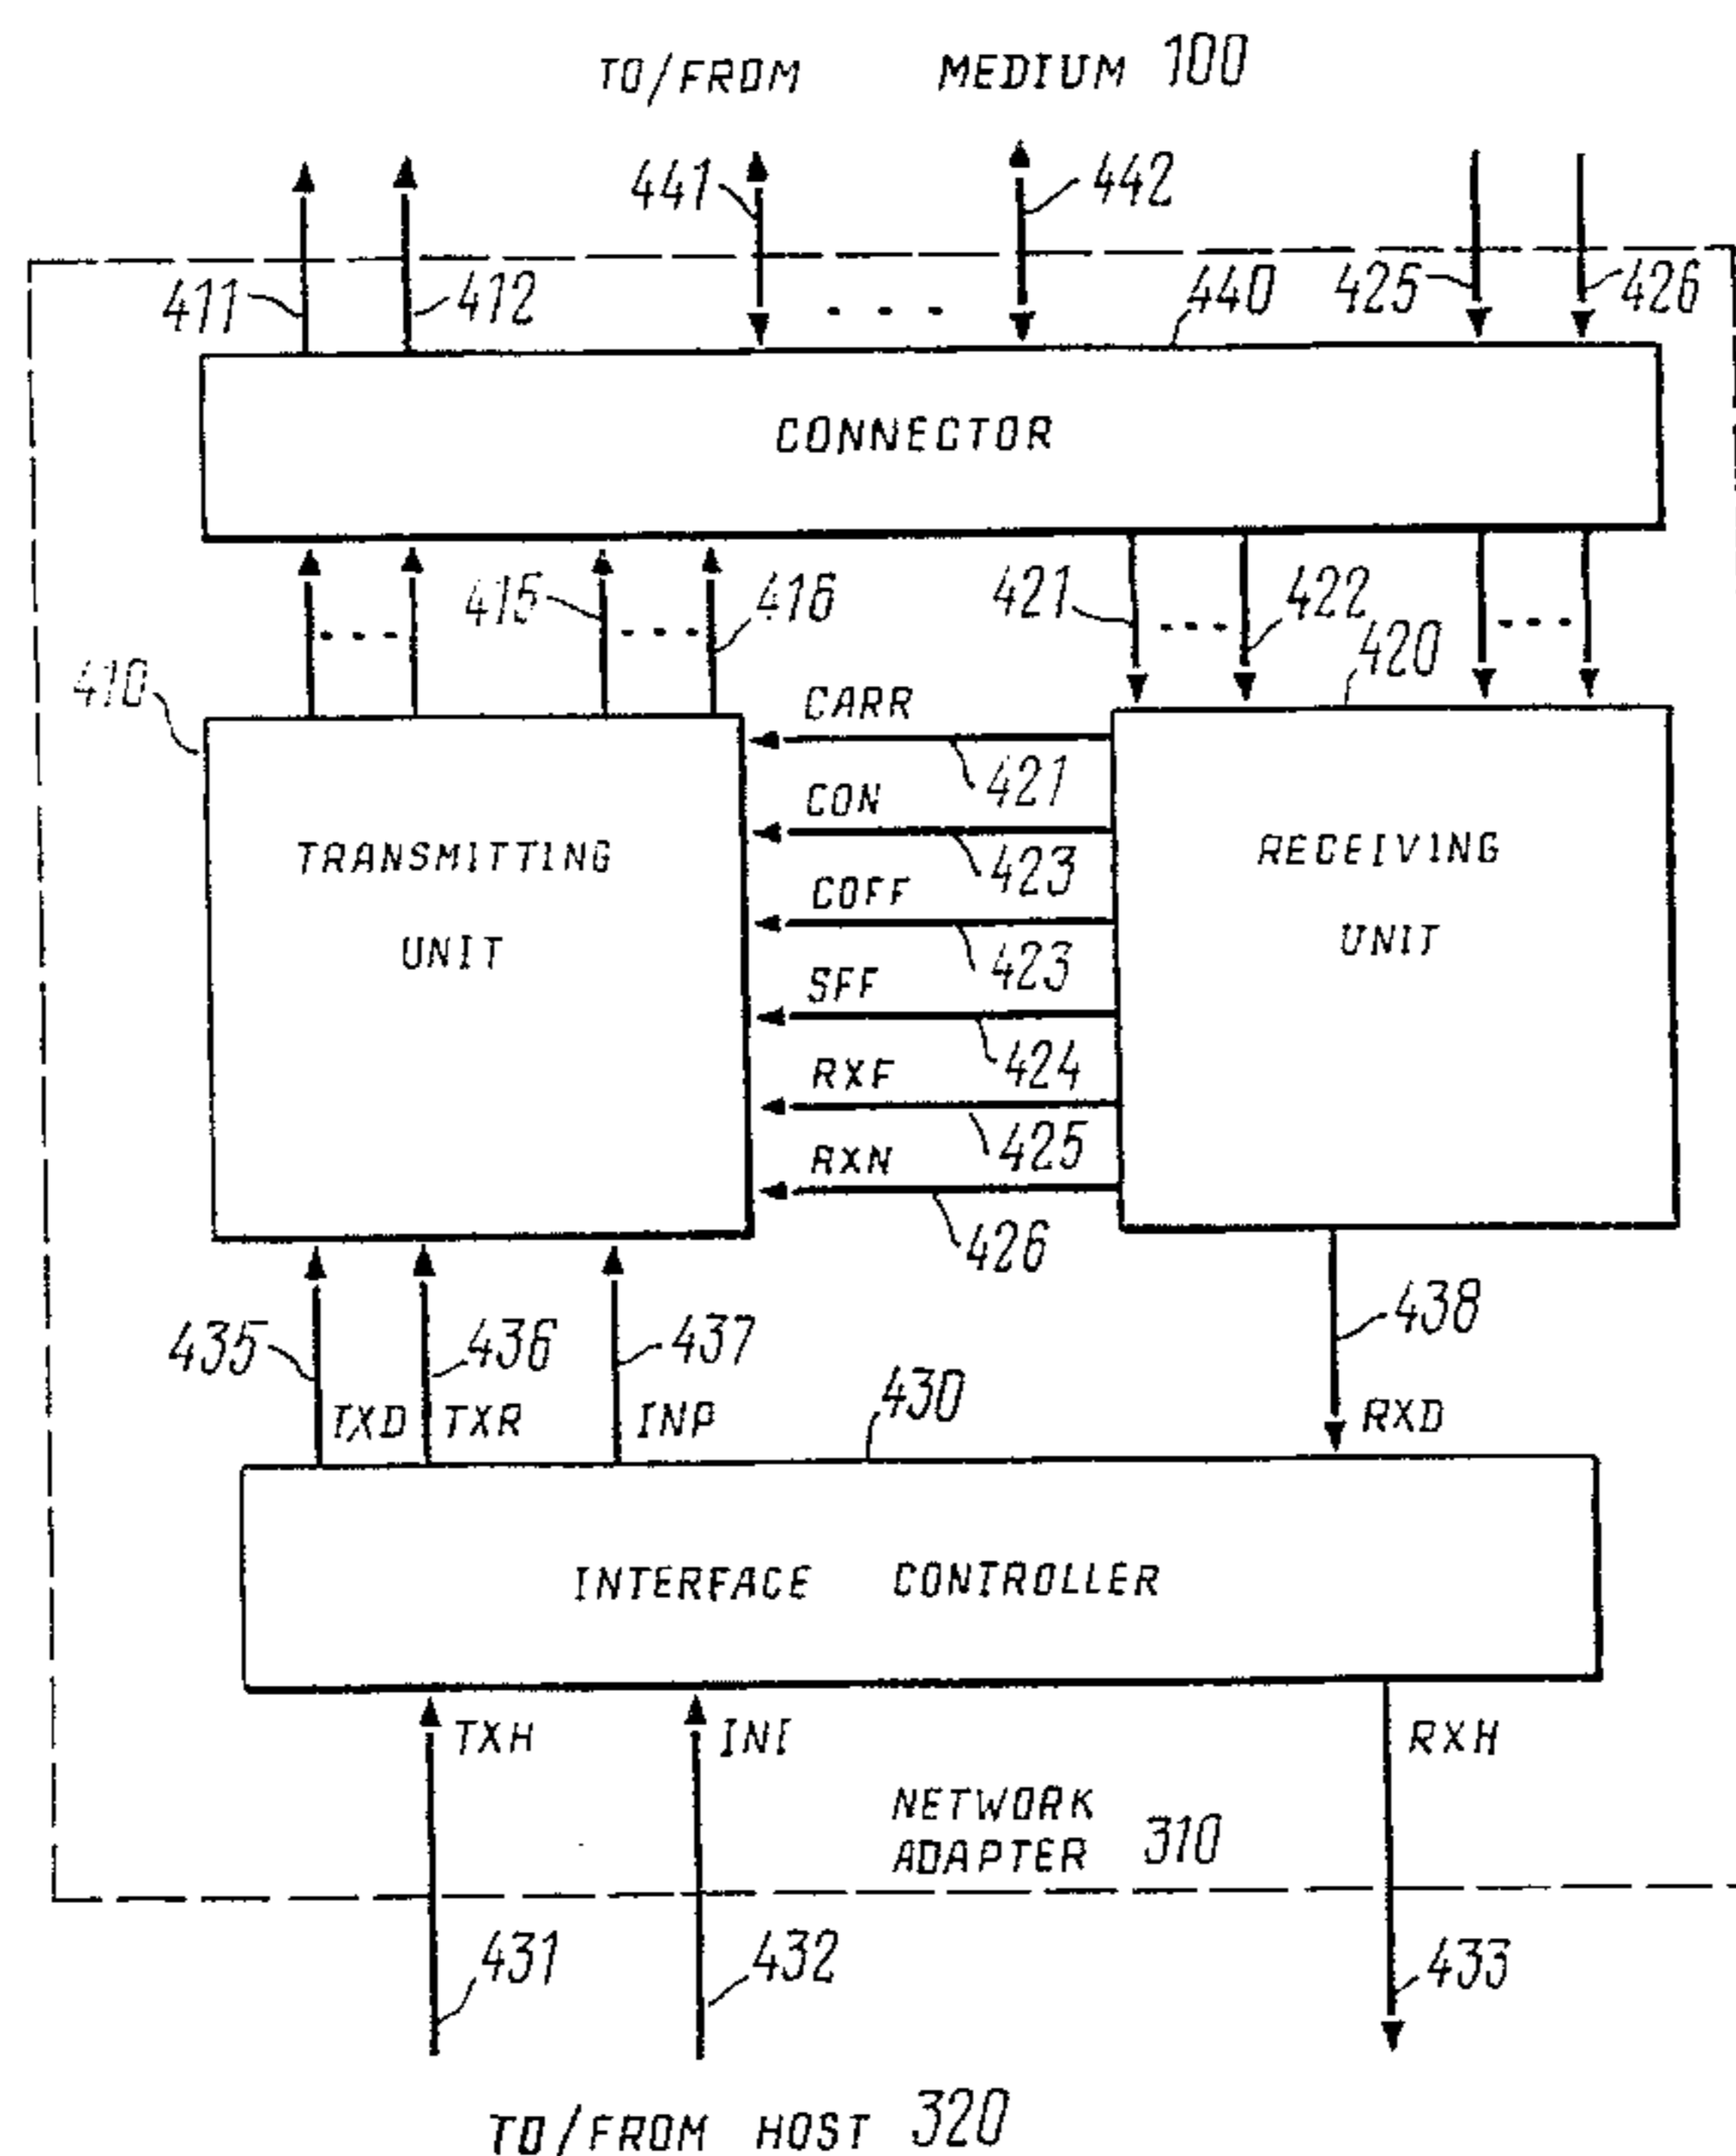 TO/FROM MEDIUM 100
441 442
411 412 440 425 426
CONNECTOR
415 416 421 422
410 420
CARR
421
CON
423
TRANSMITTING UNIT
RECEIVING UNIT
COFF
423
SFF
424
RXF
425
RXN
426
438
435 436 437
430
TXD TXR INP RXD
INTERFACE CONTROLLER
TXH INI RXH
NETWORK
ADAPTER 310
431 432 433
TO/FROM HOST 320